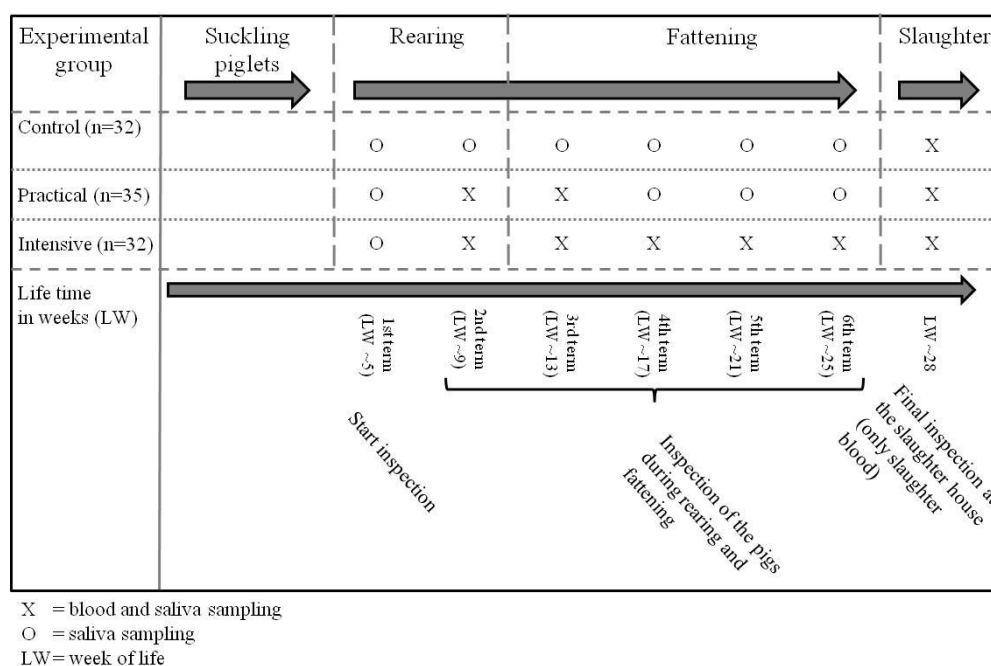 Experimental
group
Suckling
piglets
Rearing
Fattening
Slaughter
Control (n=32)
O O O O O O X
Practical (n=35)
O X X O O O X
Intensive (n=32)
O X X X X X X
Life time
in weeks (LW)
1st term
(LW ~5)
2nd term
(LW ~9)
3rd term
(LW ~13)
4th term
(LW ~17)
5th term
(LW ~21)
6th term
(LW ~25)
LW ~28
Start inspection
Inspection of the pigs
during rearing and
fattening
Final inspection a
the slaughter house
(only slaughter
blood)
X = blood and saliva sampling
O = saliva sampling
LW= week of life